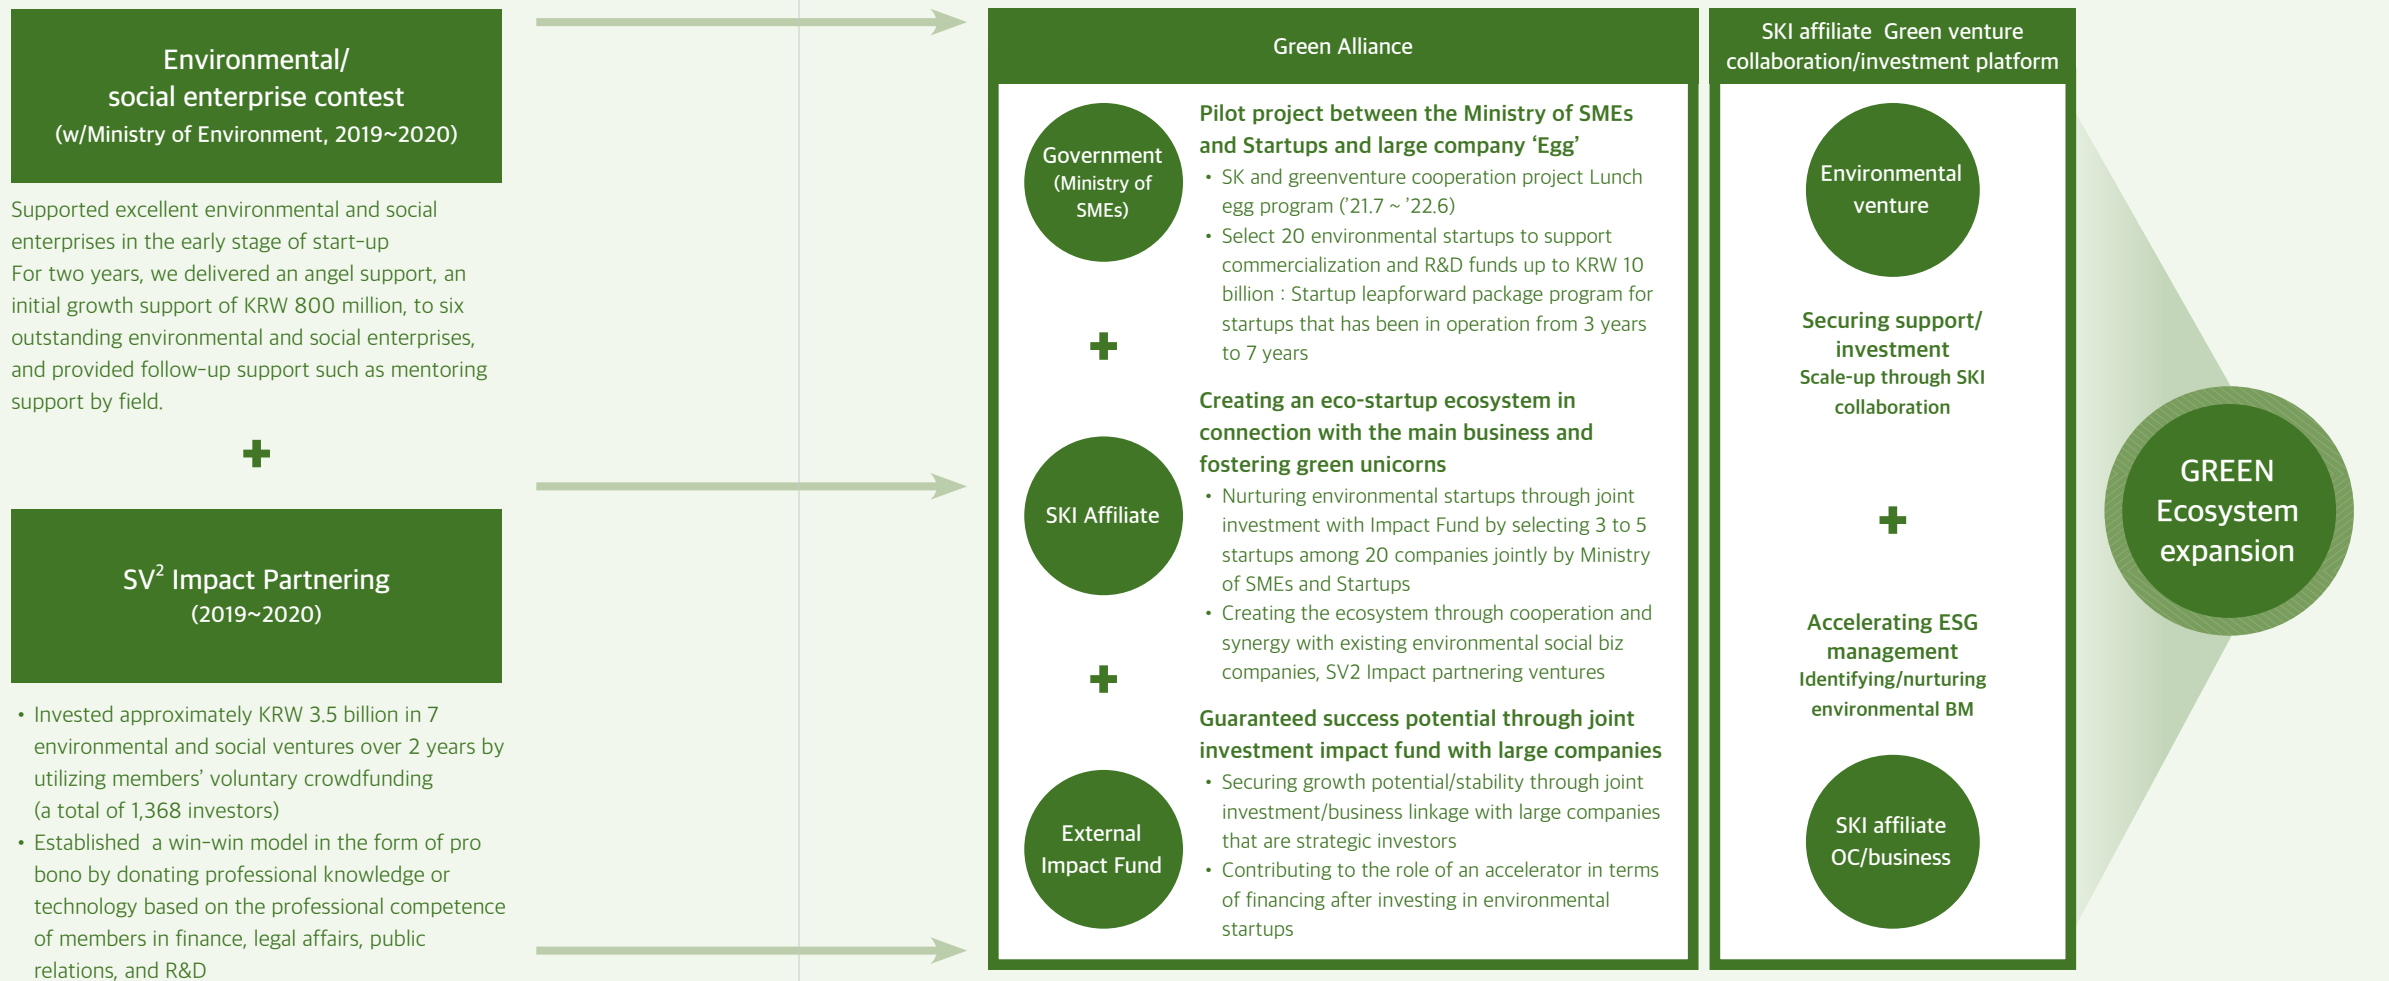 Environmental/
social enterprise contest
(w/Ministry of Environment, 2019~2020)
Supported excellent environmental and social
enterprises in the early stage of start-up
For two years, we delivered an angel support, an
initial growth support of KRW 800 million, to six
outstanding environmental and social enterprises,
and provided follow-up support such as mentoring
support by field.
+
SV² Impact Partnering
(2019~2020)
• Invested approximately KRW 3.5 billion in 7
environmental and social ventures over 2 years by
utilizing members’ voluntary crowdfunding
(a total of 1,368 investors)
• Established a win-win model in the form of pro
bono by donating professional knowledge or
technology based on the professional competence
of members in finance, legal affairs, public
relations, and R&D
Green Alliance
Government
(Ministry of
SMEs)
Pilot project between the Ministry of SMEs
and Startups and large company ‘Egg’
• SK and greenventure cooperation project Lunch
egg program (’21.7 ~ ’22.6)
• Select 20 environmental startups to support
commercialization and R&D funds up to KRW 10
billion : Startup leapforward package program for
startups that has been in operation from 3 years
to 7 years
+
SKI Affiliate
Creating an eco-startup ecosystem in
connection with the main business and
fostering green unicorns
• Nurturing environmental startups through joint
investment with Impact Fund by selecting 3 to 5
startups among 20 companies jointly by Ministry
of SMEs and Startups
• Creating the ecosystem through cooperation and
synergy with existing environmental social biz
companies, SV2 Impact partnering ventures
+
External
Impact Fund
Guaranteed success potential through joint
investment impact fund with large companies
• Securing growth potential/stability through joint
investment/business linkage with large companies
that are strategic investors
• Contributing to the role of an accelerator in terms
of financing after investing in environmental
startups
SKI affiliate Green venture
collaboration/investment platform
Environmental
venture
Securing support/
investment
Scale-up through SKI
collaboration
+
Accelerating ESG
management
Identifying/nurturing
environmental BM
SKI affiliate
OC/business
GREEN
Ecosystem
expansion